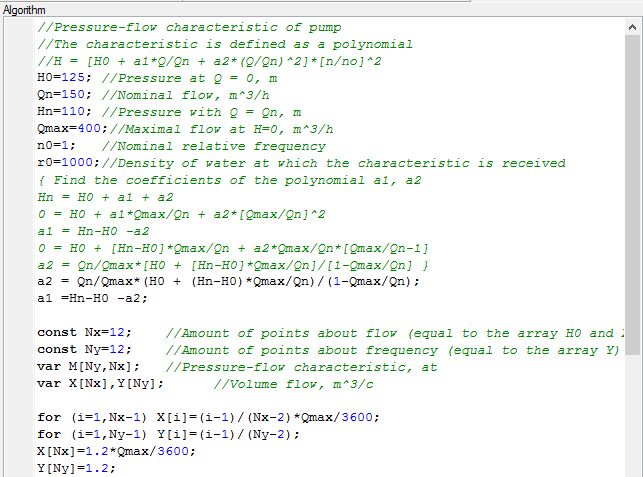 Algorithm
//Pressure-flow characteristic of pump
//The characteristic is defined as a polynomial
//H = [H0 + a1*Q/Qn + a2*(Q/Qn)^2]*[n/no]^2
H0=125; //Pressure at Q = 0, m
Qn=150; //Nominal flow, m^3/h
Hn=110; //Pressure with Q = Qn, m
Qmax=400;//Maximal flow at H=0, m^3/h
n0=1;   //Nominal relative frequency
r0=1000;//Density of water at which the characteristic is received
{ Find the coefficients of the polynomial a1, a2
Hn = H0 + a1 + a2
0 = H0 + a1*Qmax/Qn + a2*[Qmax/Qn]^2
a1 = Hn-H0 -a2
0 = H0 + [Hn-H0]*Qmax/Qn + a2*Qmax/Qn*[Qmax/Qn-1]
a2 = Qn/Qmax*[H0 + [Hn-H0]*Qmax/Qn]/[1-Qmax/Qn] }
a2 = Qn/Qmax*(H0 + (Hn-H0)*Qmax/Qn)/(1-Qmax/Qn);
a1 =Hn-H0 -a2;
const Nx=12;    //Amount of points about flow (equal to the array H0 and
const Ny=12;    //Amount of points about frequency (equal to the array Y)
var M[Ny,Nx];   //Pressure-flow characteristic, at
var X[Nx],Y[Ny];      //Volume flow, m^3/c
for (i=1,Nx-1) X[i]=(i-1)/(Nx-2)*Qmax/3600;
for (i=1,Ny-1) Y[i]=(i-1)/(Ny-2);
X[Nx]=1.2*Qmax/3600;
Y[Ny]=1.2;